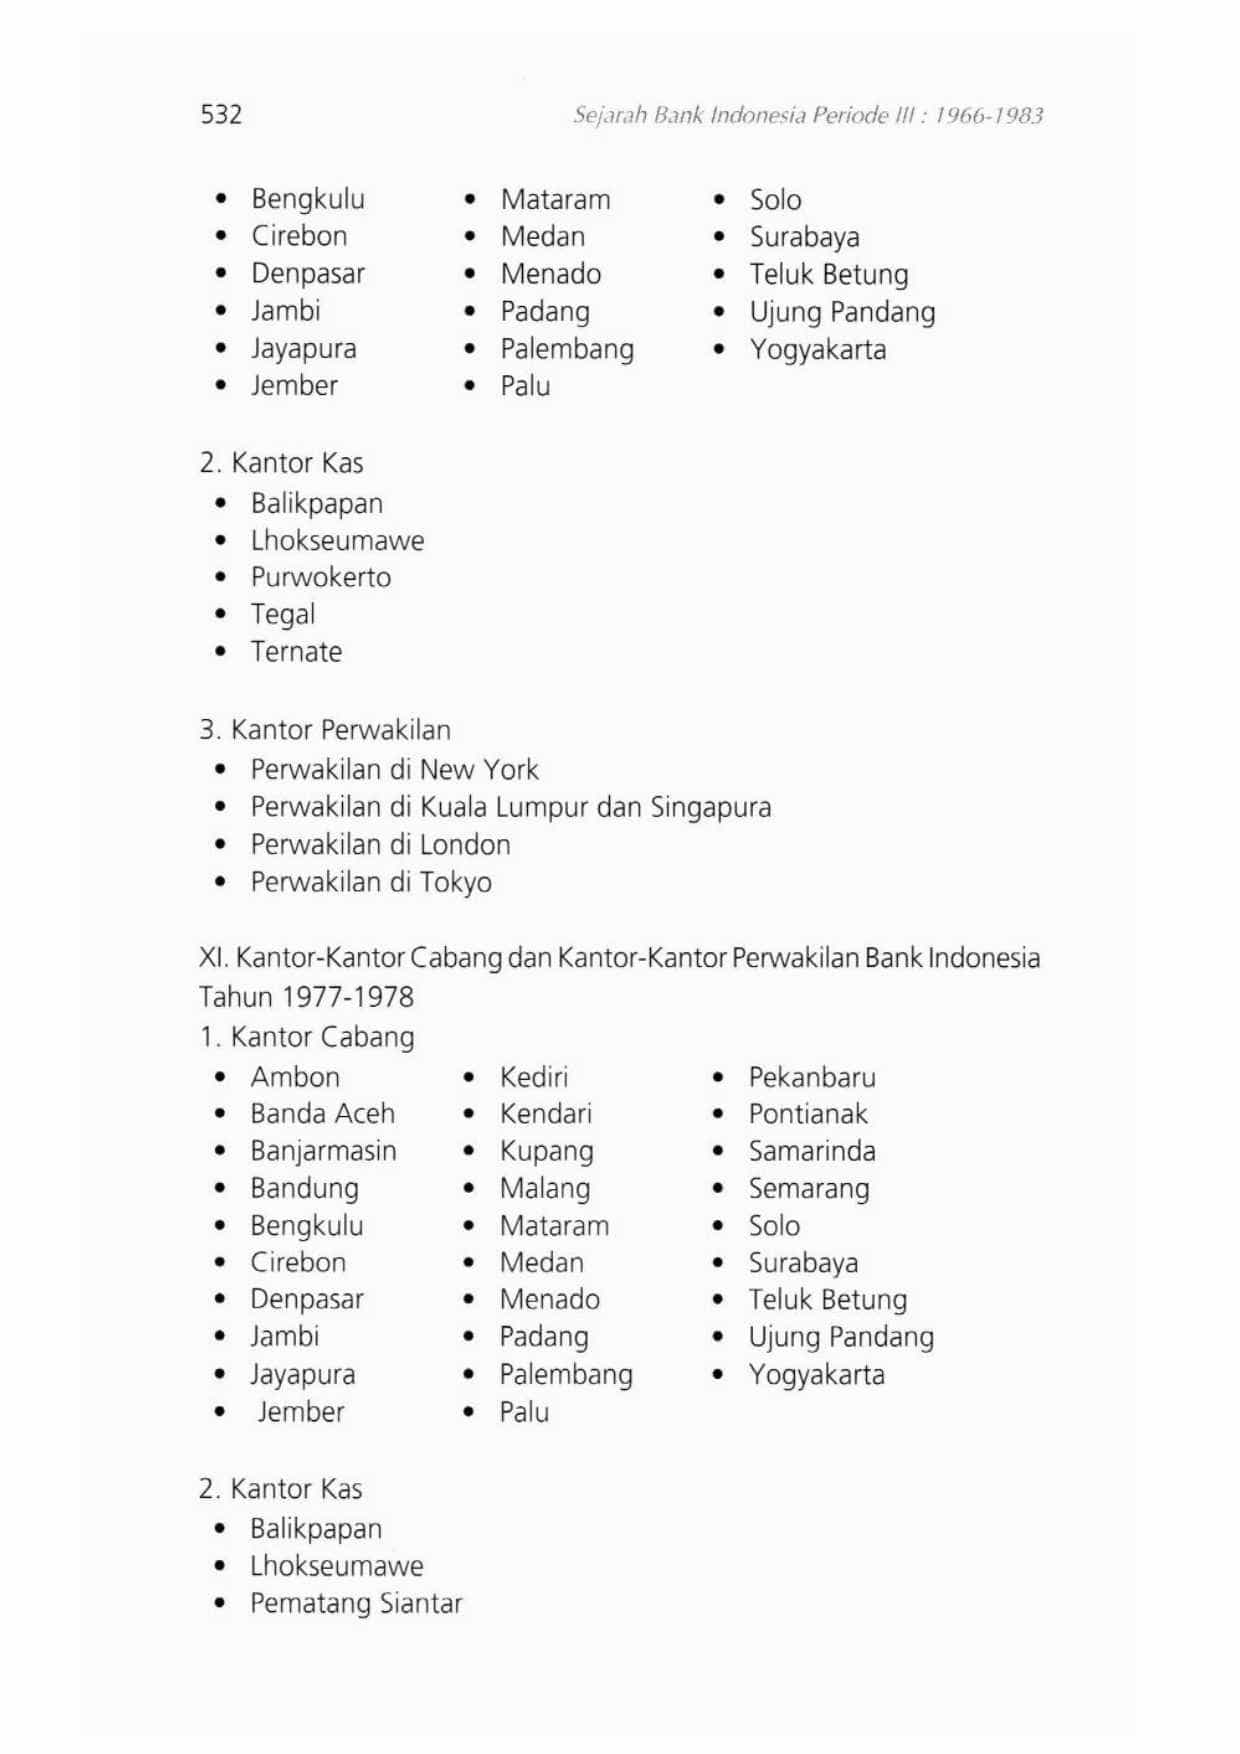 532
Sejarah Bank Indonesia Periode III : 1966-1983
• Bengkulu
• Cirebon
• Denpasar
• Jambi
• Jayapura
• Jember
• Mataram
• Medan
• Menado
• Padang
• Palembang
• Palu
• Solo
• Surabaya
• Teluk Betung
• Ujung Pandang
• Yogyakarta
2. Kantor Kas
• Balikpapan
• Lhokseumawe
• Purwokerto
• Tegal
• Ternate
3. Kantor Perwakilan
• Perwakilan di New York
• Perwakilan di Kuala Lumpur dan Singapura
• Perwakilan di London
• Perwakilan di Tokyo
XI. Kantor-Kantor Cabang dan Kantor-Kantor Perwakilan Bank Indonesia
Tahun 1977-1978
1. Kantor Cabang
• Ambon
• Banda Aceh
• Banjarmasin
• Bandung
• Bengkulu
• Cirebon
• Denpasar
• Jambi
• Jayapura
• Jember
• Kediri
• Kendari
• Kupang
• Malang
• Mataram
• Medan
• Menado
• Padang
• Palembang
• Palu
• Pekanbaru
• Pontianak
• Samarinda
• Semarang
• Solo
• Surabaya
• Teluk Betung
• Ujung Pandang
• Yogyakarta
2. Kantor Kas
• Balikpapan
• Lhokseumawe
• Pematang Siantar